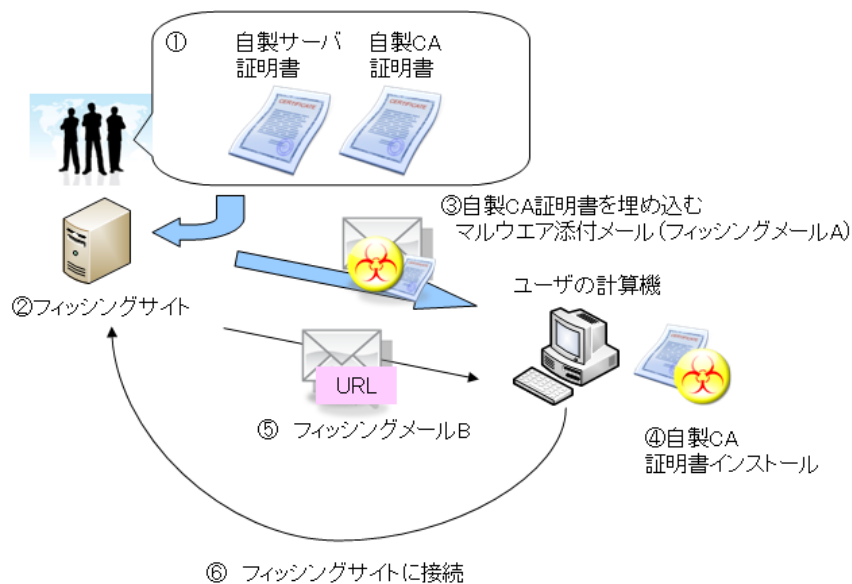 ①
自製サーバ
証明書
自製CA
証明書
CERTIFICATE
CERTIFICATE
③自製CA証明書を埋め込む
マルウエア添付メール(フィッシングメールA)
②フィッシングサイト
ユーザの計算機
URL
⑤ フィッシングメールB
④自製CA
証明書インストール
⑥ フィッシングサイトに接続